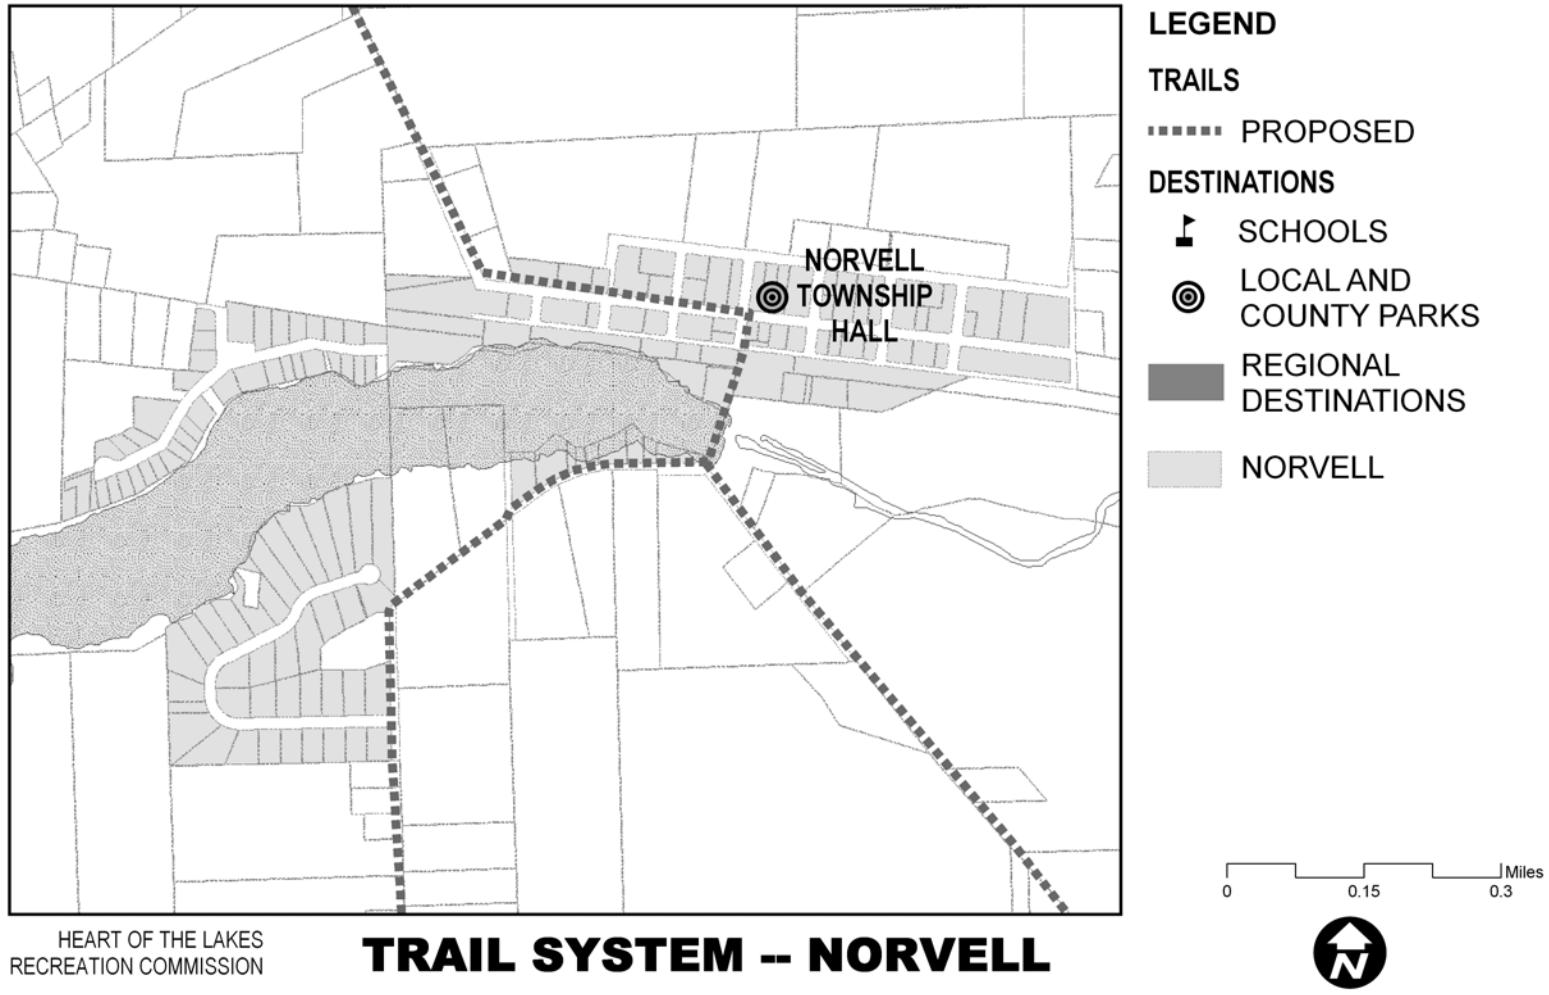 NORVELL
TOWNSHIP
HALL
LEGEND
TRAILS
PROPOSED
DESTINATIONS
SCHOOLS
LOCAL AND
COUNTY PARKS
REGIONAL
DESTINATIONS
NORVELL
Miles
0 0.15 0.3
N
HEART OF THE LAKES
RECREATION COMMISSION
TRAIL SYSTEM -- NORVELL